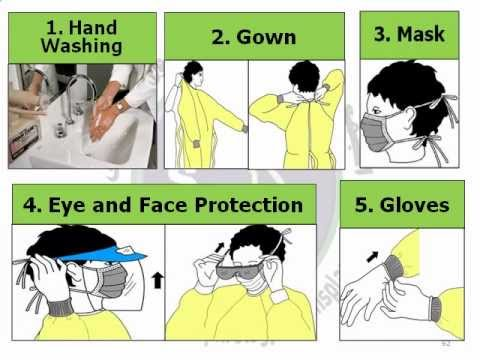 1. Hand
Washing
2. Gown
3. Mask
4. Eye and Face Protection
5. Gloves